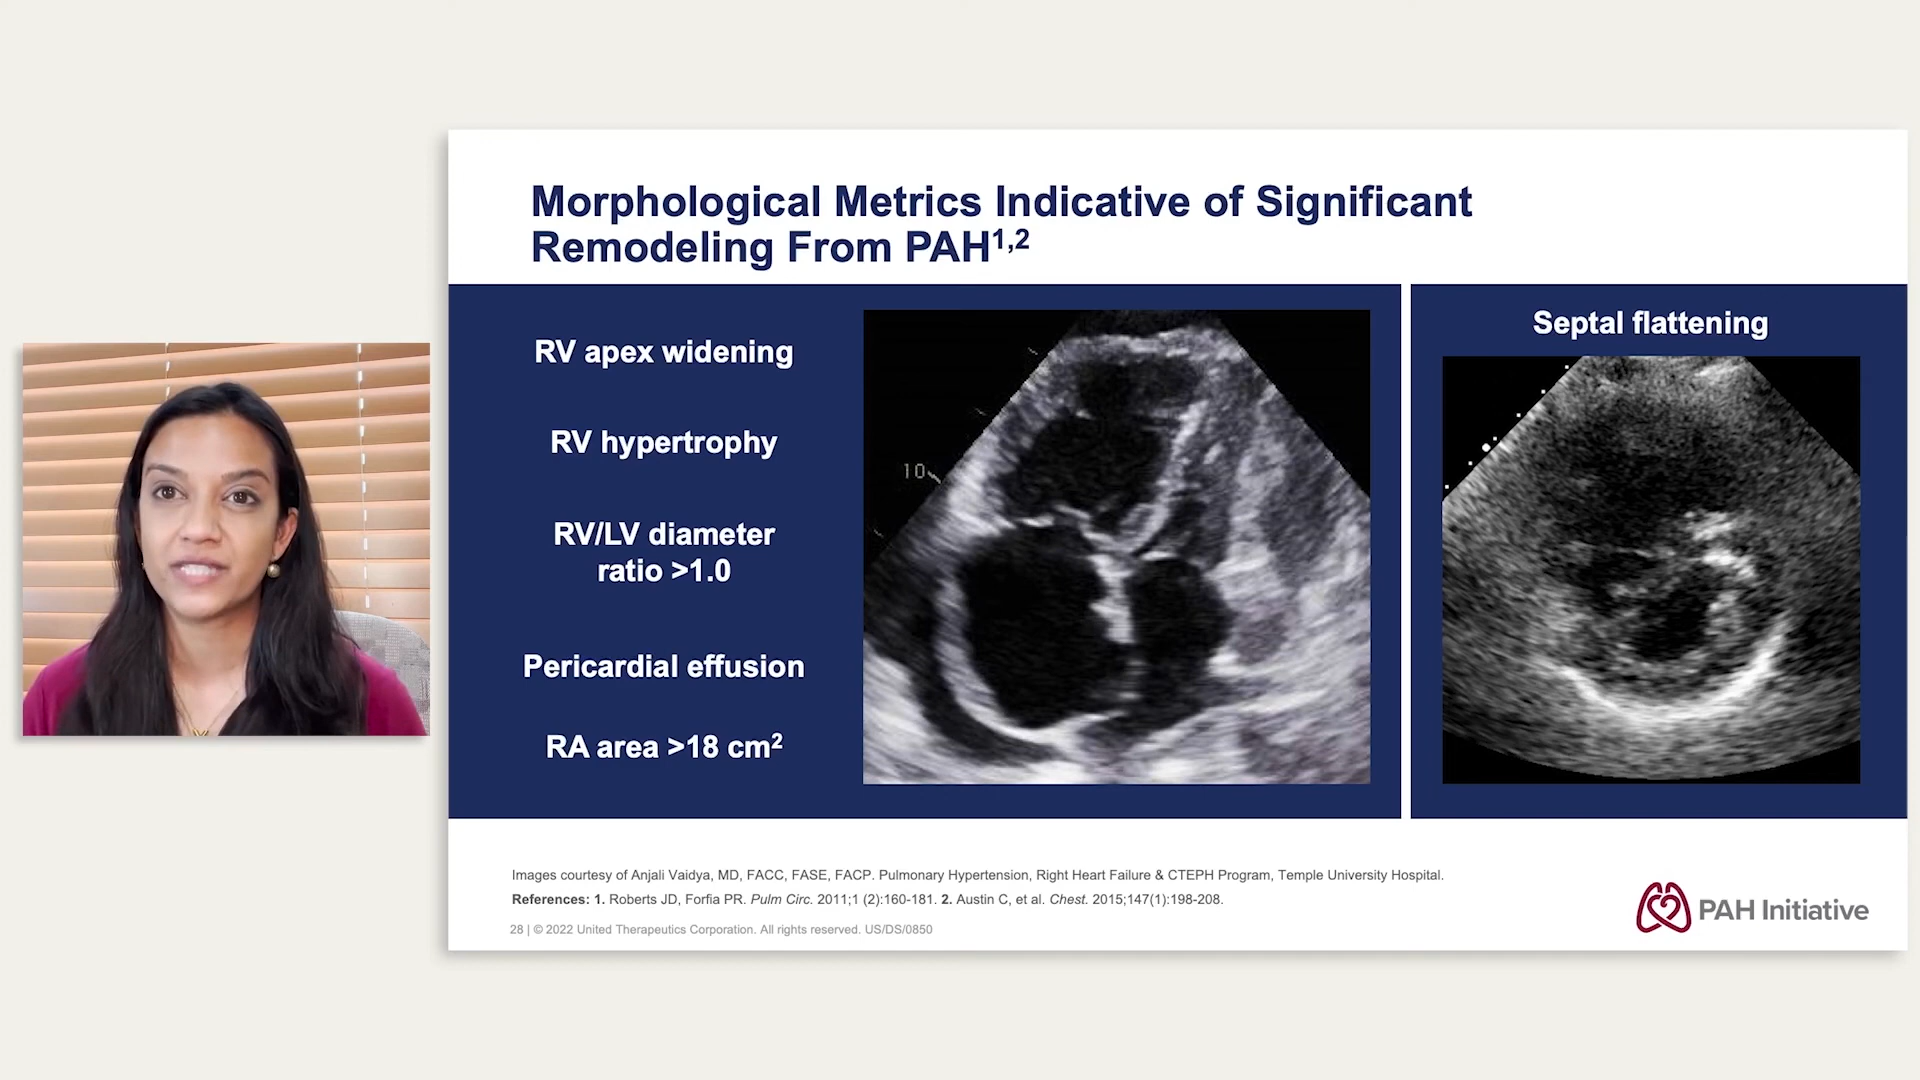 Morphological Metrics Indicative of Significant
Remodeling From PAH1,2
RV apex widening
RV hypertrophy
RV/LV diameter
ratio >1.0
Pericardial effusion
RA area >18 cm2
10
Septal flattening
Images courtesy of Anjali Vaidya, MD, FACC, FASE, FACP. Pulmonary Hypertension, Right Heart Failure & CTEPH Program, Temple University Hospital.
References: 1. Roberts JD, Forfia PR. Pulm Circ. 2011;1 (2):160-181. 2. Austin C, et al. Chest. 2015;147(1):198-208.
28 | © 2022 United Therapeutics Corporation. All rights reserved. US/DS/0850
PAH Initiative